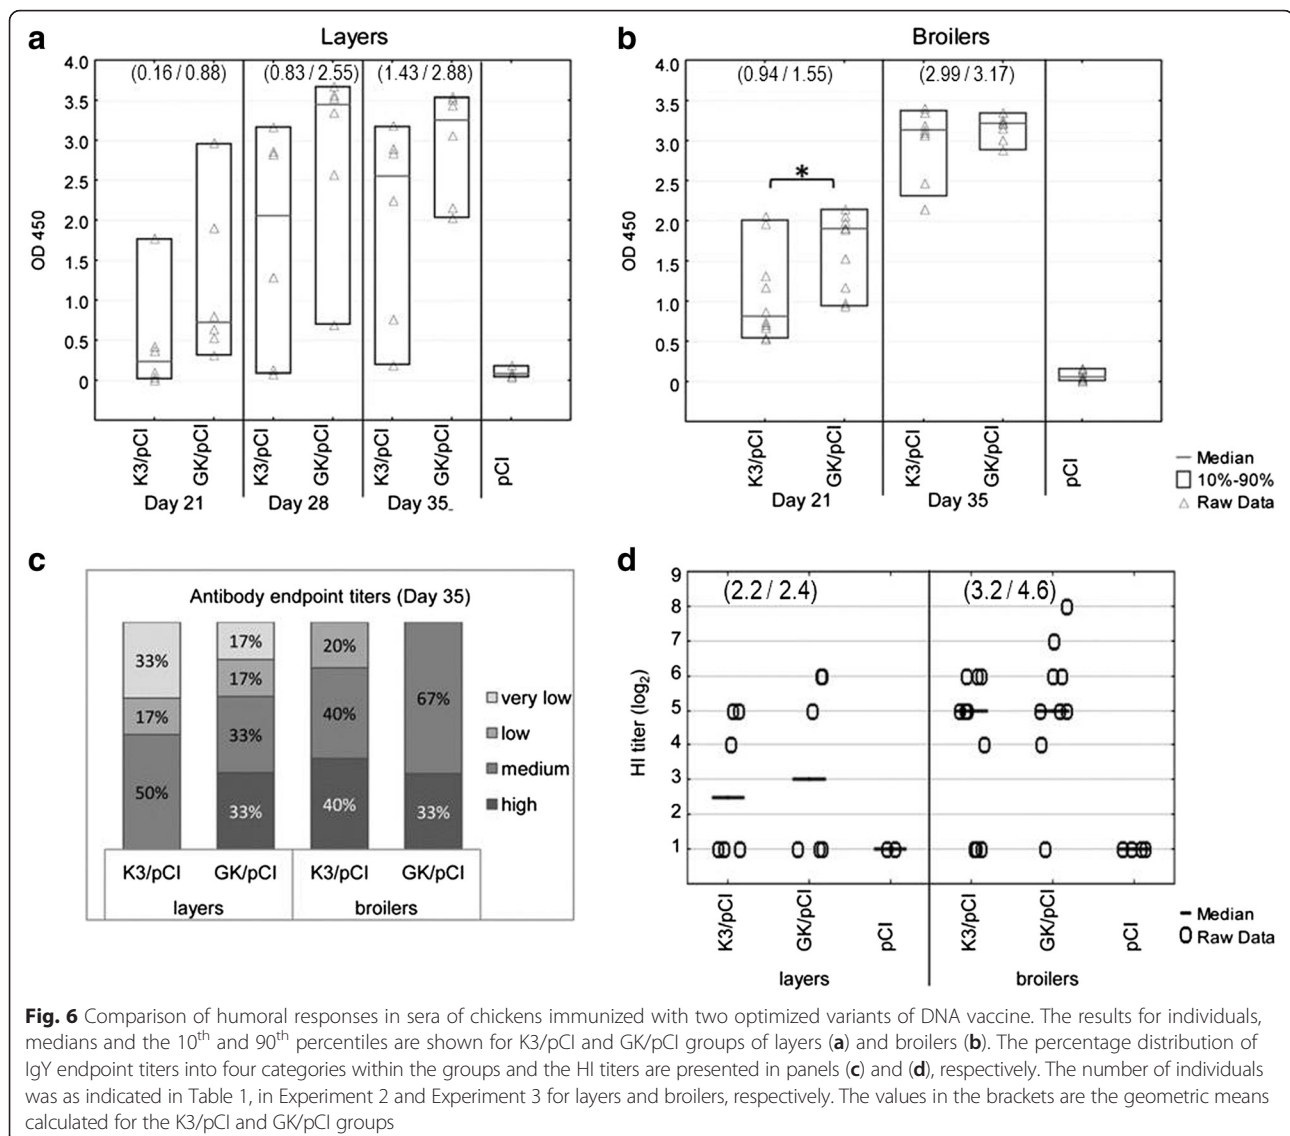 a
Layers
(0.16 / 0.88)
(0.83 / 2.55)
(1.43 / 2.88)
4.0
3.5
3.0
2.5
2.0
1.5
1.0
0.5
0
OD 450
K3/pCI
GK/pCI
K3/pCI
GK/pCI
K3/pCI
GK/pCI
pCI
Day 21
Day 28
Day 35
b
Broilers
(0.94 / 1.55)
(2.99 / 3.17)
4.0
3.5
3.0
2.5
2.0
1.5
1.0
0.5
0
OD 450
*
K3/pCI
GK/pCI
K3/pCI
GK/pCI
pCI
Day 21
Day 35
Median
10%-90%
Raw Data
c
Antibody endpoint titers (Day 35)
33%
17%
50%
17%
17%
33%
33%
20%
40%
40%
67%
33%
very low
low
medium
high
K3/pCI
GK/pCI
K3/pCI
GK/pCI
layers
broilers
d
(2.2 / 2.4)
(3.2 / 4.6)
9
8
7
6
5
4
3
2
1
HI titer (log2)
K3/pCI
GK/pCI
pCI
K3/pCI
GK/pCI
pCI
layers
broilers
Median
Raw Data
Fig. 6 Comparison of humoral responses in sera of chickens immunized with two optimized variants of DNA vaccine. The results for individuals,
medians and the 10th and 90th percentiles are shown for K3/pCI and GK/pCI groups of layers (a) and broilers (b). The percentage distribution of
IgY endpoint titers into four categories within the groups and the HI titers are presented in panels (c) and (d), respectively. The number of individuals
was as indicated in Table 1, in Experiment 2 and Experiment 3 for layers and broilers, respectively. The values in the brackets are the geometric means
calculated for the K3/pCI and GK/pCI groups